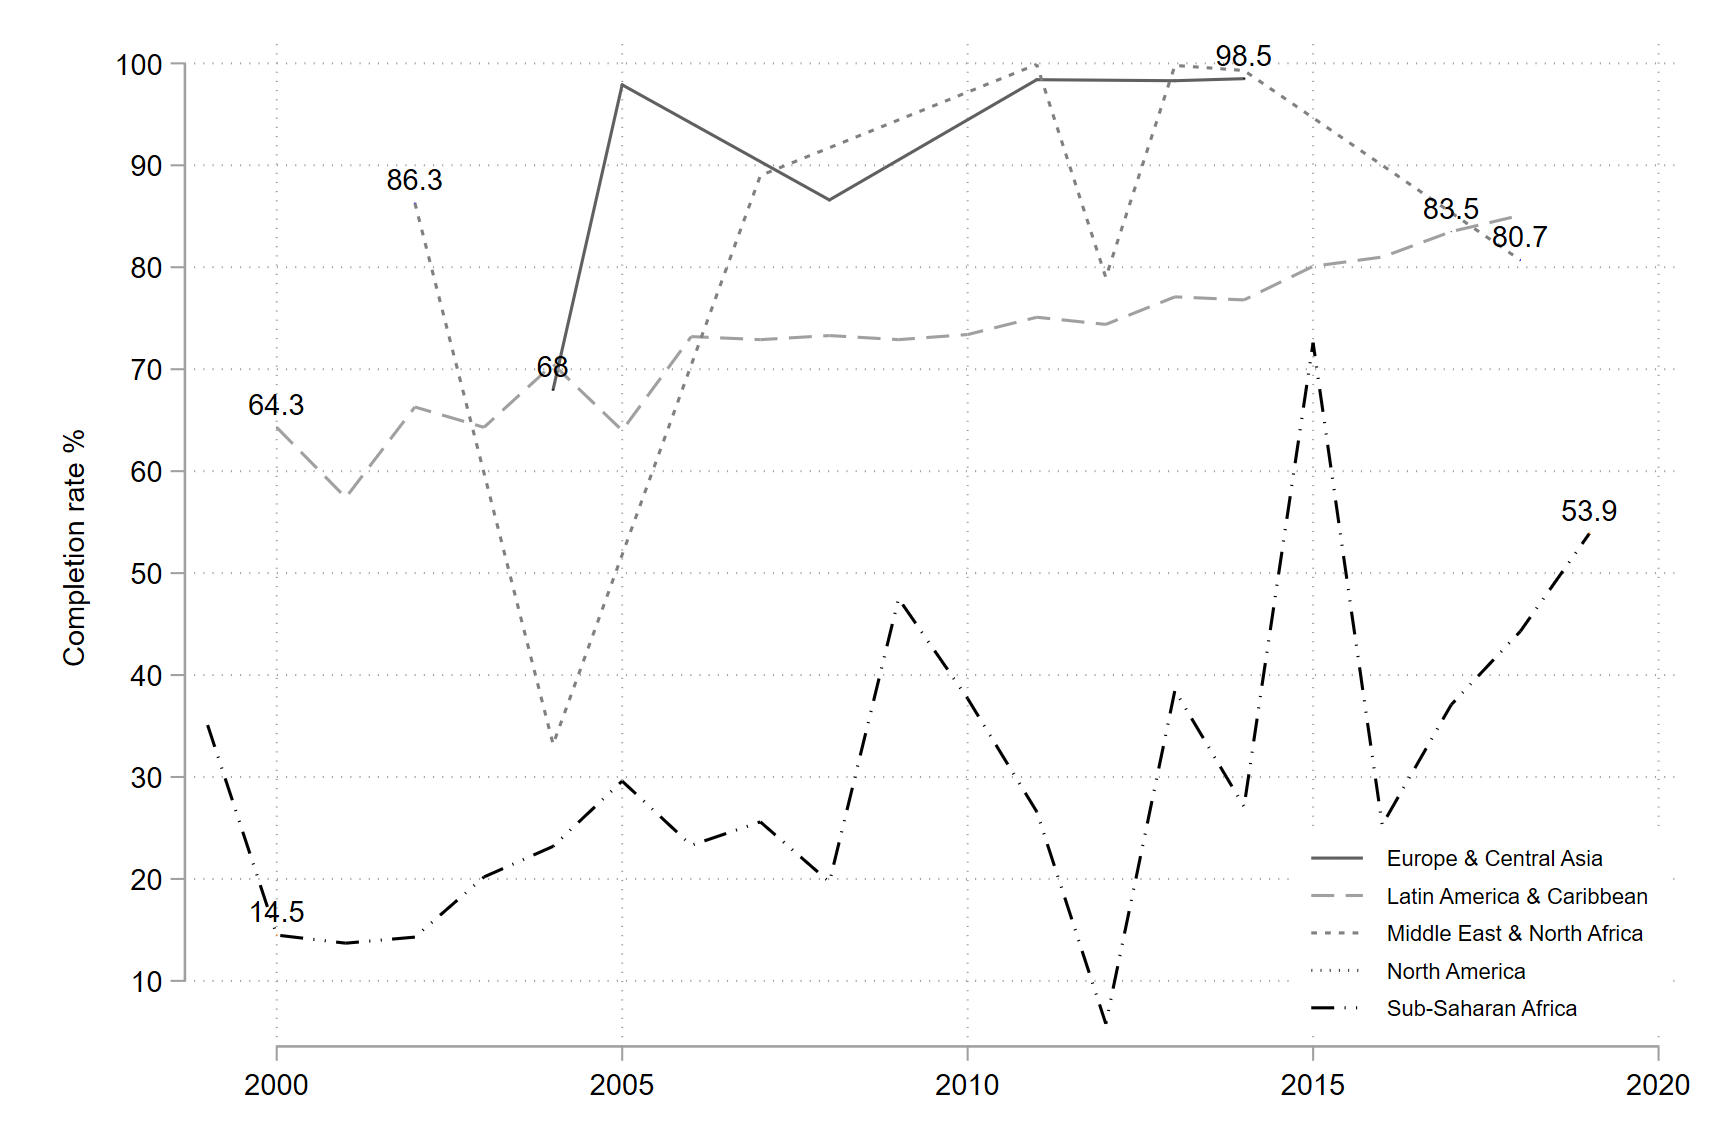 100
90
80
70
60
50
40
30
20
10
Completion rate %
98.5
86.3
83.5
80.7
68
64.3
53.9
14.5
Europe & Central Asia
Latin America & Caribbean
Middle East & North Africa
North America
Sub-Saharan Africa
2000 2005 2010 2015 2020